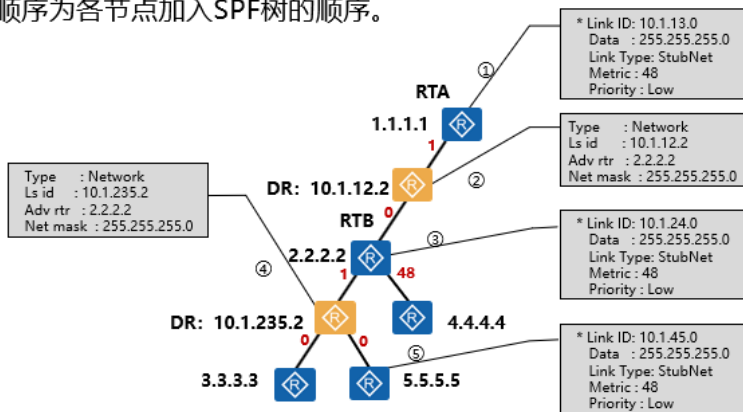 顺序为各节点加入SPF树的顺序。
* Link ID: 10.1.13.0
Data : 255.255.255.0
Link Type: StubNet
Metric : 48
Priority : Low
①
RTA
1.1.1.1
1
Type : Network
Ls id : 10.1.12.2
Adv rtr : 2.2.2.2
Net mask : 255.255.255.0
②
DR: 10.1.12.2
0
Type : Network
Ls id : 10.1.235.2
Adv rtr : 2.2.2.2
Net mask : 255.255.255.0
RTB
③
2.2.2.2
1
48
* Link ID: 10.1.24.0
Data : 255.255.255.0
Link Type: StubNet
Metric : 48
Priority : Low
④
DR: 10.1.235.2
4.4.4.4
0
0
⑤
3.3.3.3
5.5.5.5
* Link ID: 10.1.45.0
Data : 255.255.255.0
Link Type: StubNet
Metric : 48
Priority : Low